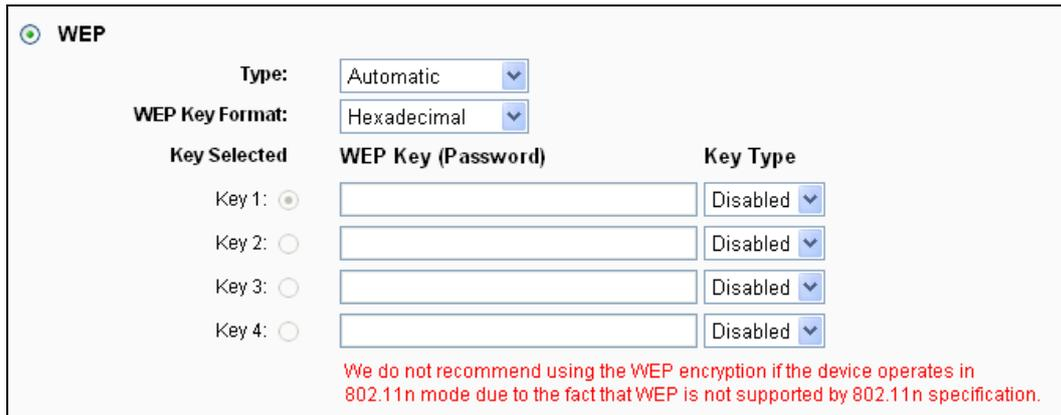 WEP
Type: Automatic
WEP Key Format: Hexadecimal
Key Selected WEP Key (Password) Key Type
Key 1: Disabled
Key 2: Disabled
Key 3: Disabled
Key 4: Disabled
We do not recommend using the WEP encryption if the device operates in
802.11n mode due to the fact that WEP is not supported by 802.11n specification.